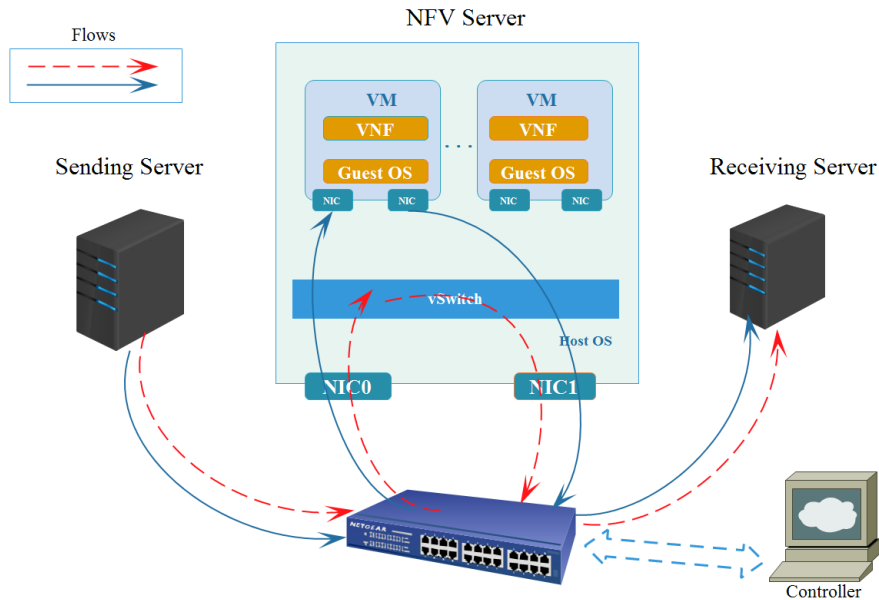 NFV Server
Flows
VM
VM
VNF
VNF
. . .
Sending Server
Receiving Server
Guest OS
Guest OS
NIC
NIC
NIC
NIC
vSwitch
Host OS
NIC0
NIC1
NETGEAR
Controller